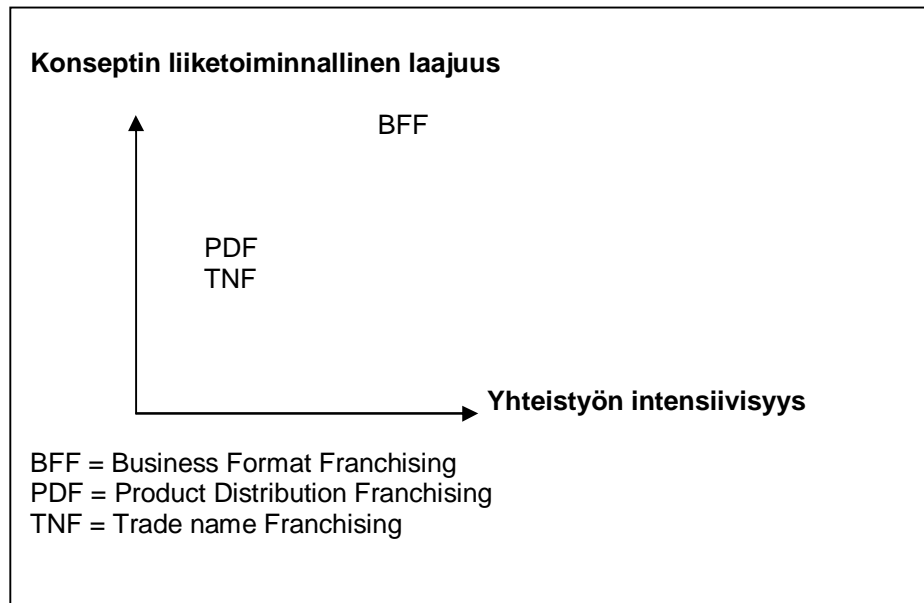 Konseptin liiketoiminnallinen laajuus
BFF
PDF
TNF
Yhteistyön intensiivisyys
BFF = Business Format Franchising
PDF = Product Distribution Franchising
TNF = Trade name Franchising